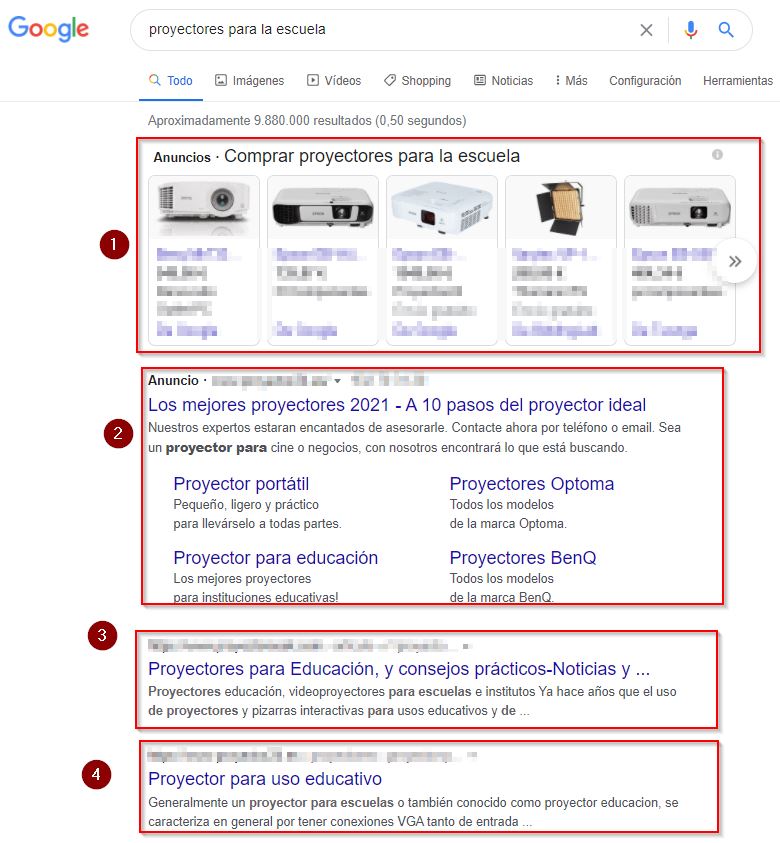 Google
proyectores para la escuela
Todo Imágenes Vídeos Shopping Noticias Más Configuración Herramientas
Aproximadamente 9.880.000 resultados (0,50 segundos)
Anuncios · Comprar proyectores para la escuela
1
Anuncio ·
Los mejores proyectores 2021 - A 10 pasos del proyector ideal
2
Nuestros expertos estaran encantados de asesorarle. Contacte ahora por teléfono o email. Sea
un proyector para cine o negocios, con nosotros encontrará lo que está buscando.
Proyector portátil
Pequeño, ligero y práctico
para llevárselo a todas partes.
Proyectores Optoma
Todos los modelos
de la marca Optoma.
Proyector para educación
Los mejores proyectores
para instituciones educativas!
Proyectores BenQ
Todos los modelos
de la marca BenQ.
3
Proyectores para Educación, y consejos prácticos-Noticias y ...
Proyectores educación, videoproyectores para escuelas e institutos Ya hace años que el uso
de proyectores y pizarras interactivas para usos educativos y de ...
4
Proyector para uso educativo
Generalmente un proyector para escuelas o también conocido como proyector educacion, se
caracteriza en general por tener conexiones VGA tanto de entrada ...